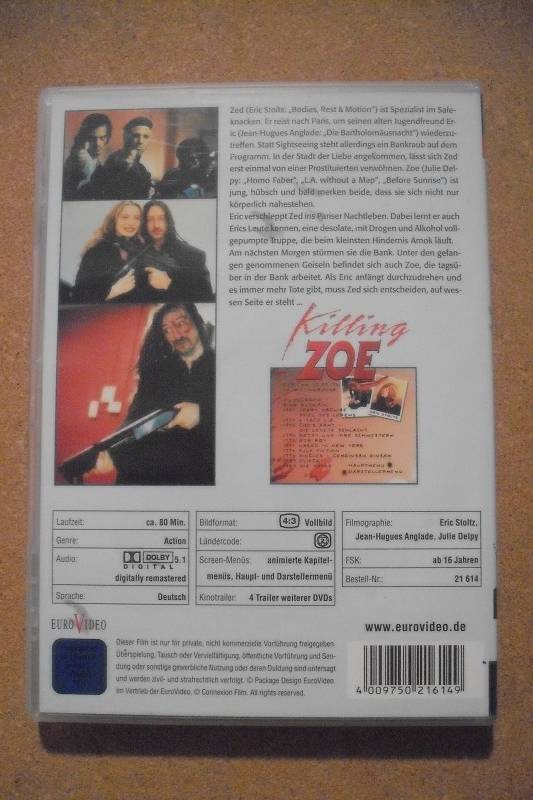 Zed (Eric Stoltz: „Bodies, Rest & Motion“) ist Spezialist im Safe-
knacken. Er reist nach Paris, um seinen alten Jugendfreund Er-
ic (Jean-Hugues Anglade: „Die Bartholomäusnacht“) wiederzu-
treffen. Statt Sightseeing steht allerdings ein Bankraub auf dem
Programm. In der Stadt der Liebe angekommen, lässt sich Zed
erst einmal von einer Prostituierten verwöhnen. Zoe (Julie Del-
py: „Homo Faber“, „L.A. without a Map“, „Before Sunrise“) ist
jung, hübsch und bald merken beide, dass sie sich nicht nur
körperlich nahestehen.
Eric verschleppt Zed ins Pariser Nachtleben. Dabei lernt er auch
Erics Leute kennen, eine desolate, mit Drogen und Alkohol voll-
gepumpte Truppe, die beim kleinsten Hindernis Amok läuft.
Am nächsten Morgen stürmen sie die Bank. Unter den gefan-
gen genommenen Geiseln befindet sich auch Zoe, die tagsü-
ber in der Bank arbeitet. Als Eric anfängt durchzudrehen und
es immer mehr Tote gibt, muss Zed sich entscheiden, auf wes-
sen Seite er steht ...
Killing
ZOE
HAUPTMENÜ
DARSTELLERMENÜ
Laufzeit: ca. 80 Min.
Genre: Action
Audio: DOLBY 5.1
DIGITAL
digitally remastered
Sprache: Deutsch
Bildformat: 4:3 Vollbild
Ländercode: 2
Screen-Menüs: animierte Kapitel-
menüs, Haupt- und Darstellermenü
Kinotrailer: 4 Trailer weiterer DVDs
Filmographie: Eric Stoltz,
Jean-Hugues Anglade, Julie Delpy
FSK: ab 16 Jahren
Bestell-Nr.: 21 614
EUROVIDEO
www.eurovideo.de
Dieser Film ist nur für private, nicht kommerzielle Vorführung freigegeben
Überspielung, Tausch oder Vervielfältigung, öffentliche Vorführung und Sen-
dung oder sonstige gewerbliche Nutzung oder deren Duldung sind untersagt
und werden zivil- und strafrechtlich verfolgt. © Package Design EuroVideo
Im Vertrieb der EuroVideo. © Connexion Film. All rights reserved.
4 009750 216149